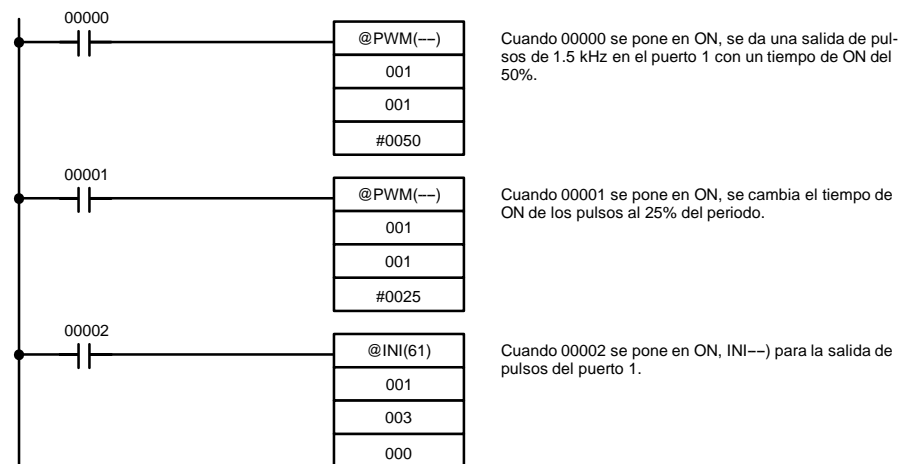 00000
@PWM(––)
001
001
#0050
Cuando 00000 se pone en ON, se da una salida de pul-
sos de 1.5 kHz en el puerto 1 con un tiempo de ON del
50%.
00001
@PWM(––)
001
001
#0025
Cuando 00001 se pone en ON, se cambia el tiempo de
ON de los pulsos al 25% del periodo.
00002
@INI(61)
001
003
000
Cuando 00002 se pone en ON, INI––) para la salida de
pulsos del puerto 1.